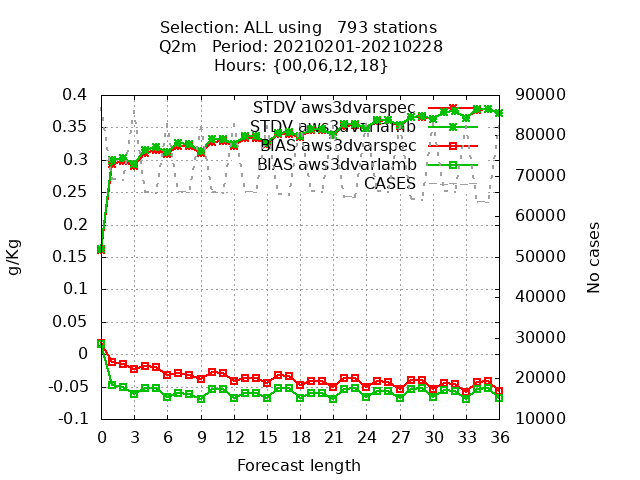 Selection: ALL using   793 stations
Q2m   Period: 20210201-20210228
Hours: {00,06,12,18}
STDV aws3dvarspec
STDV aws3dvarlamb
BIAS aws3dvarspec
BIAS aws3dvarlamb
CASES
g/Kg
0.4
0.35
0.3
0.25
0.2
0.15
0.1
0.05
0
-0.05
-0.1
No cases
90000
80000
70000
60000
50000
40000
30000
20000
10000
0 3 6 9 12 15 18 21 24 27 30 33 36
Forecast length